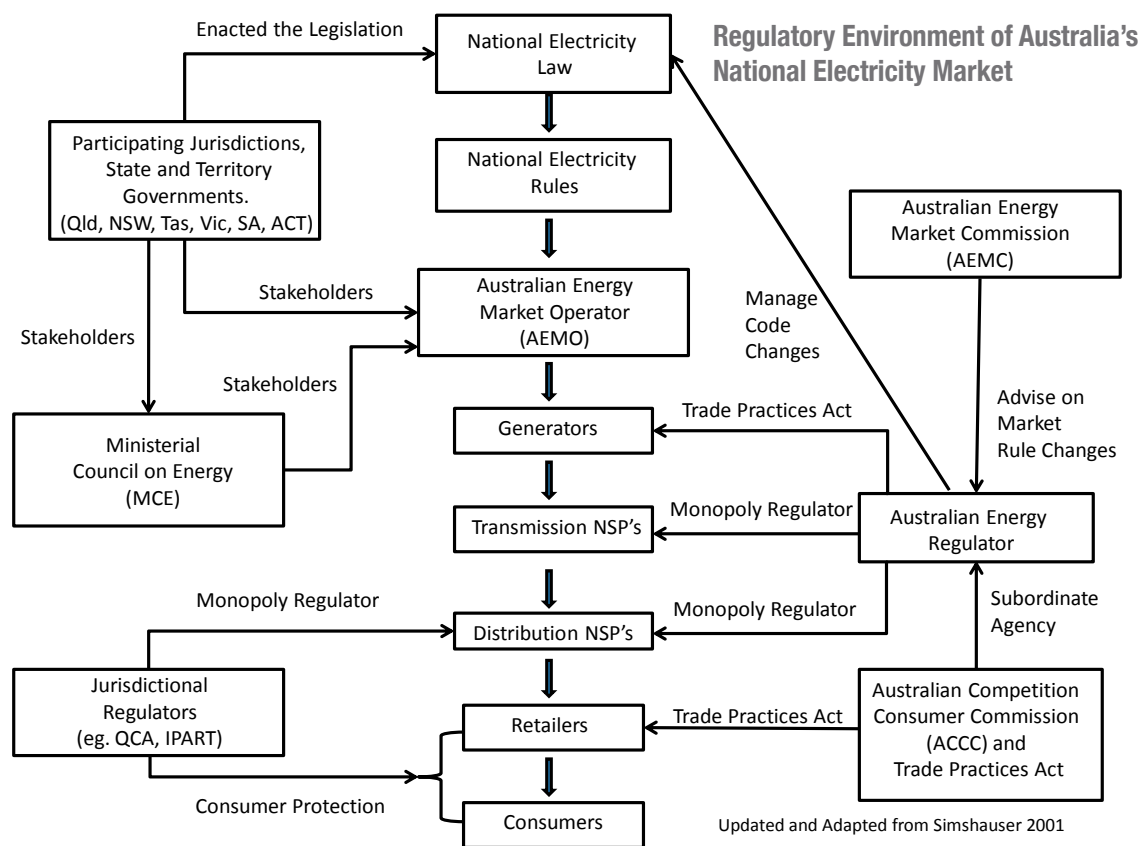 Regulatory Environment of Australia's
National Electricity Market
Enacted the Legislation
National Electricity
Law
Participating Jurisdictions,
State and Territory
Governments.
(Qld, NSW, Tas, Vic, SA, ACT)
National Electricity
Rules
Australian Energy
Market Commission
(AEMC)
Stakeholders
Stakeholders
Australian Energy
Market Operator
(AEMO)
Manage
Code
Changes
Stakeholders
Ministerial
Council on Energy
(MCE)
Generators
Trade Practices Act
Advise on
Market
Rule Changes
Transmission NSP's
Monopoly Regulator
Australian Energy
Regulator
Monopoly Regulator
Distribution NSP's
Monopoly Regulator
Subordinate
Agency
Jurisdictional
Regulators
(eg. QCA, IPART)
Retailers
Trade Practices Act
Australian Competition
Consumer Commission
(ACCC) and
Trade Practices Act
Consumer Protection
Consumers
Updated and Adapted from Simshauser 2001